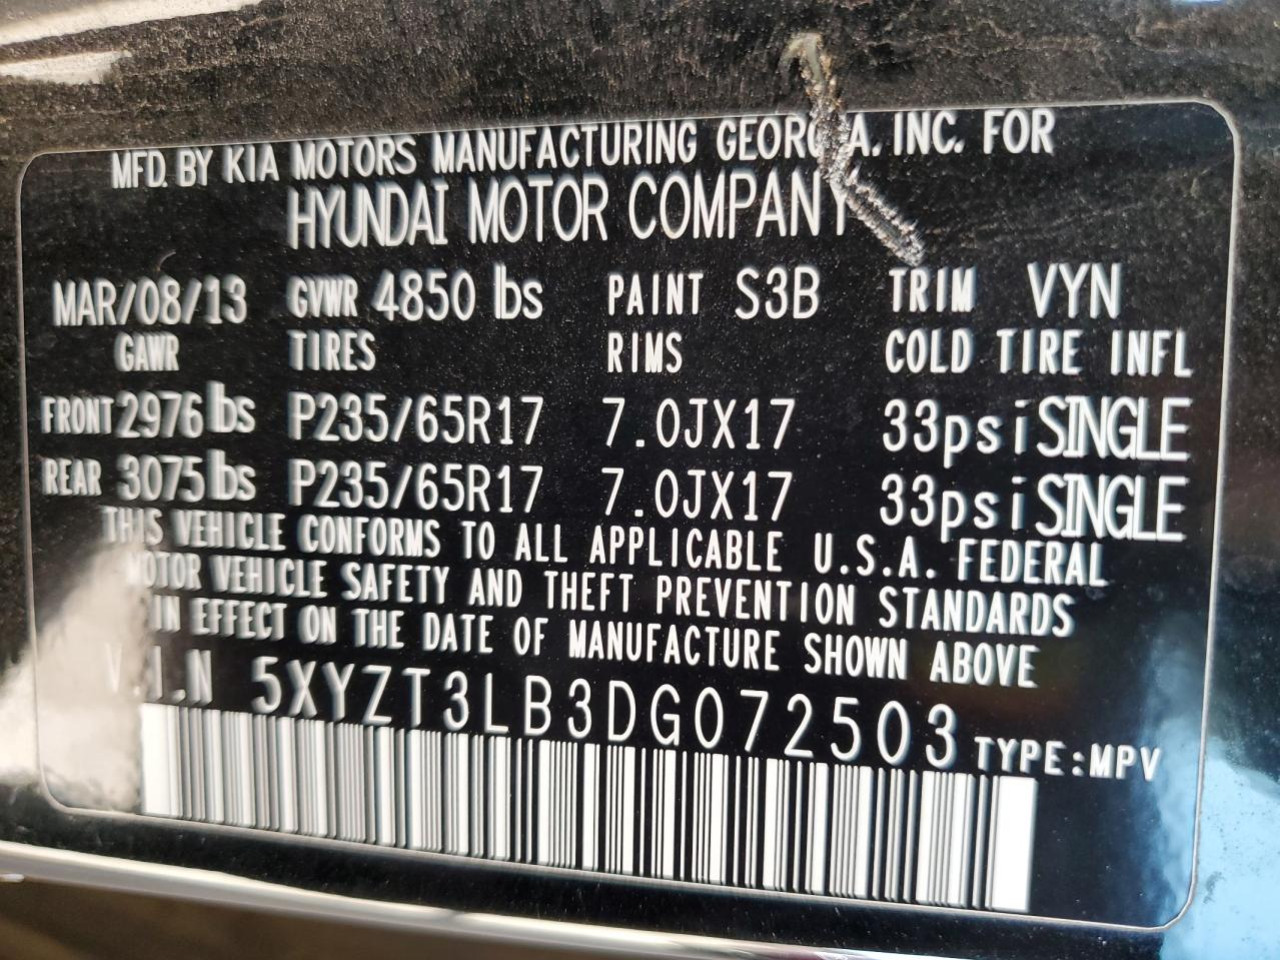 MFD. BY KIA MOTORS MANUFACTURING GEORGIA. INC. FOR
HYUNDAI MOTOR COMPANY
MAR/08/13 GVWR 4850 lbs PAINT S3B TRIM VYN
GAWR TIRES RIMS COLD TIRE INFL
FRONT 2976 lbs P235/65R17 7.0JX17 33psi SINGLE
REAR 3075 lbs P235/65R17 7.0JX17 33psi SINGLE
THIS VEHICLE CONFORMS TO ALL APPLICABLE U.S.A. FEDERAL
MOTOR VEHICLE SAFETY AND THEFT PREVENTION STANDARDS
IN EFFECT ON THE DATE OF MANUFACTURE SHOWN ABOVE
V.I.N 5XYZT3LB3DG072503 TYPE:MPV